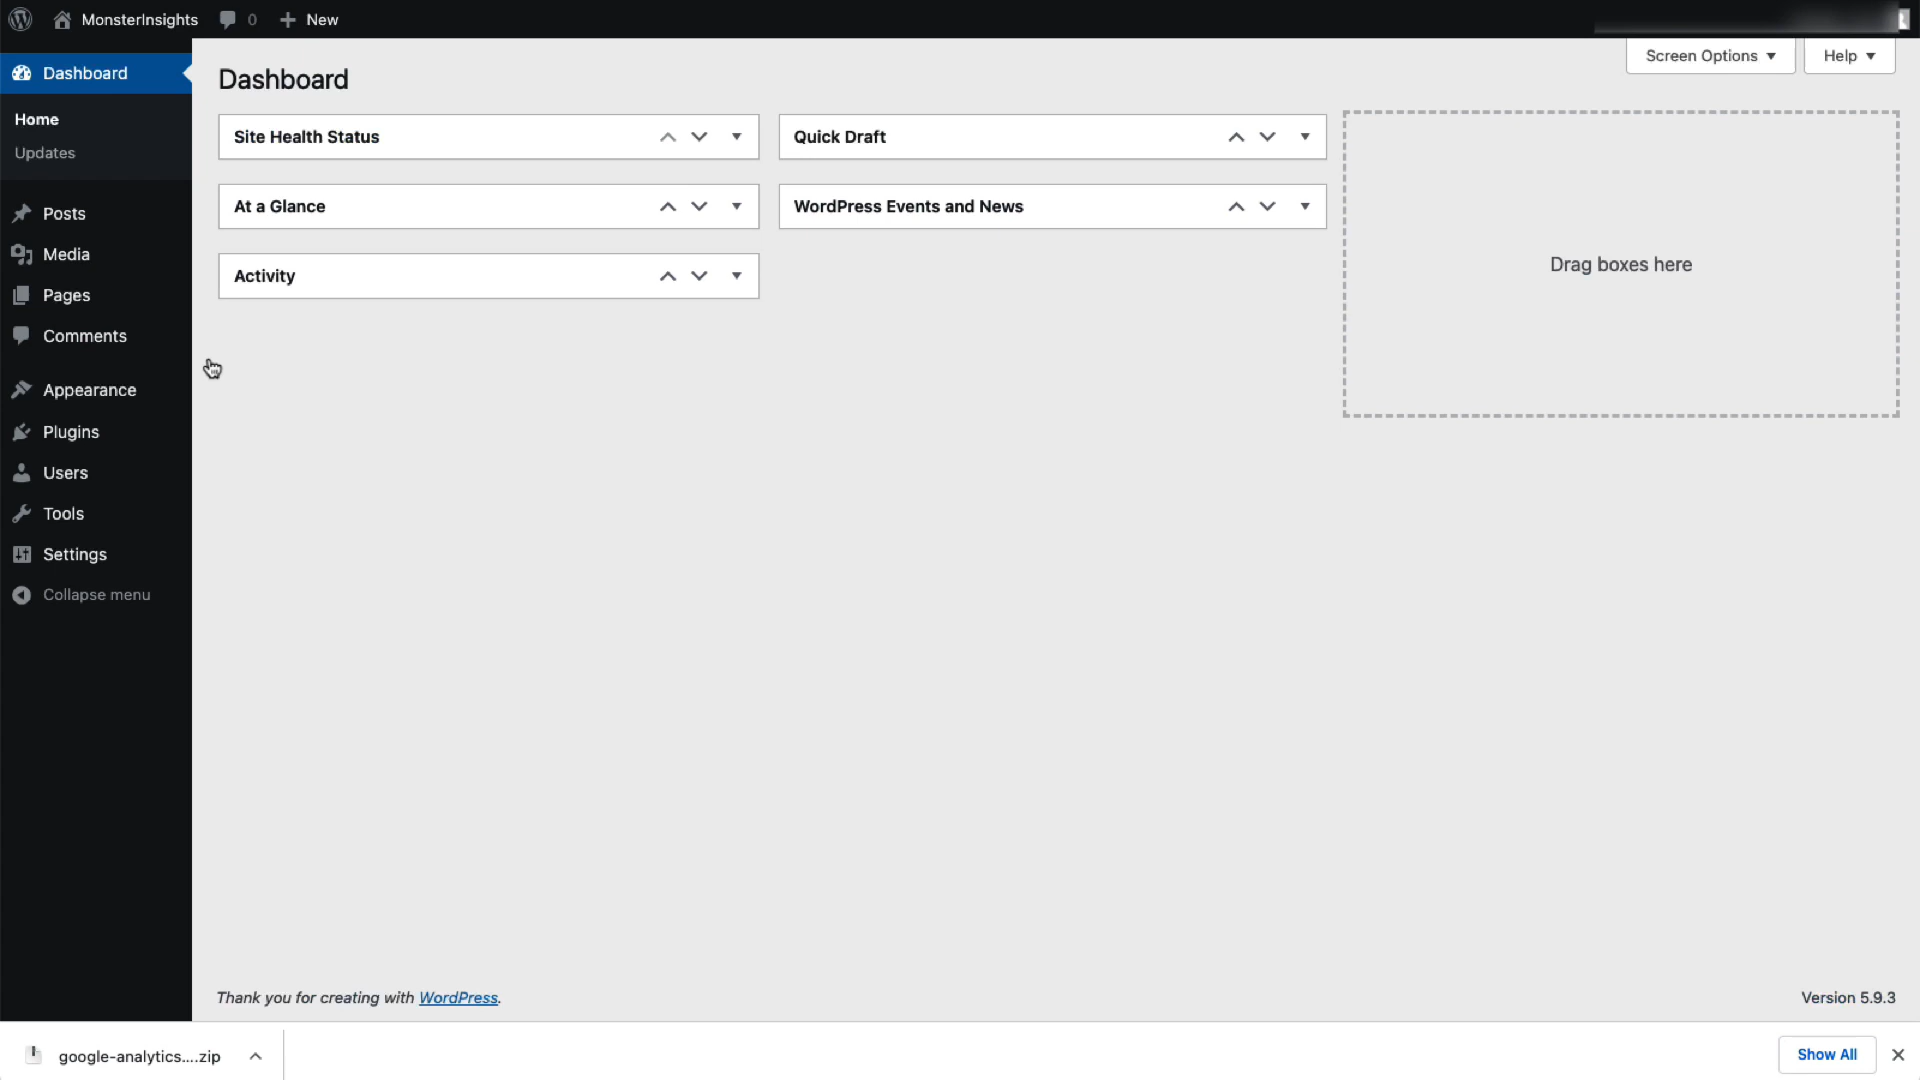 MonsterInsights 0 New
Screen Options Help
Dashboard
Dashboard
Home
Updates
Posts
Media
Pages
Comments
Appearance
Plugins
Users
Tools
Settings
Collapse menu
Site Health Status
Quick Draft
At a Glance
WordPress Events and News
Activity
Drag boxes here
Thank you for creating with WordPress.
Version 5.9.3
google-analytics....zip
Show All